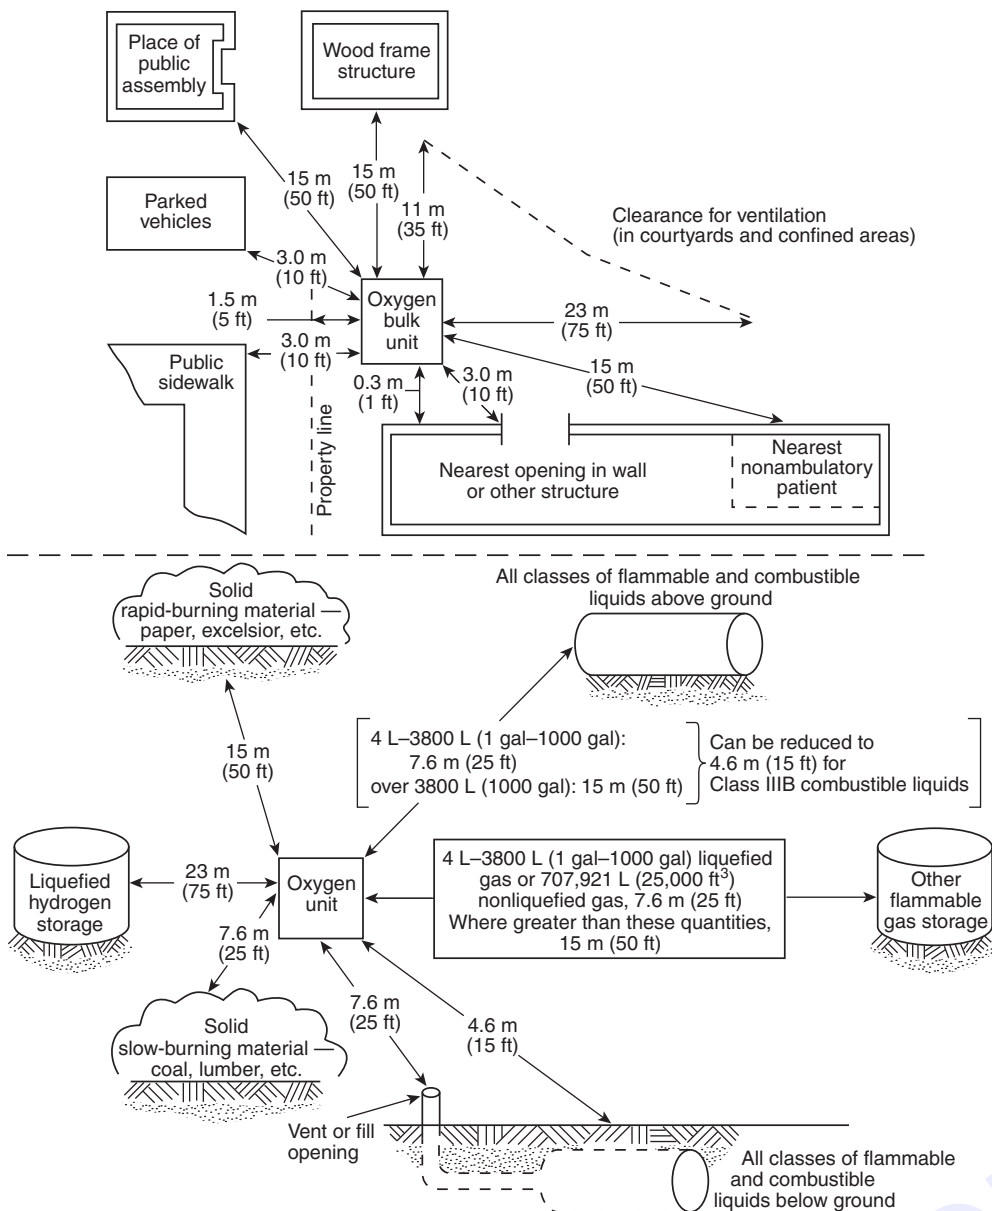 Place of
public
assembly
Wood frame
structure
15 m
(50 ft)
15 m
(50 ft)
11 m
(35 ft)
Clearance for ventilation
(in courtyards and confined areas)
Parked
vehicles
3.0 m
(10 ft)
1.5 m
(5 ft)
Oxygen
bulk
unit
23 m
(75 ft)
Public
sidewalk
3.0 m
(10 ft)
0.3 m
(1 ft)
3.0 m
(10 ft)
15 m
(50 ft)
Property line
Nearest opening in wall
or other structure
Nearest
nonambulatory
patient
Solid
rapid-burning material —
paper, excelsior, etc.
All classes of flammable and combustible
liquids above ground
15 m
(50 ft)
4 L–3800 L (1 gal–1000 gal):
7.6 m (25 ft)
over 3800 L (1000 gal): 15 m (50 ft)
Can be reduced to
4.6 m (15 ft) for
Class IIIB combustible liquids
Liquefied
hydrogen
storage
23 m
(75 ft)
Oxygen
unit
4 L–3800 L (1 gal–1000 gal) liquefied
gas or 707,921 L (25,000 ft³)
nonliquefied gas, 7.6 m (25 ft)
Where greater than these quantities,
15 m (50 ft)
Other
flammable
gas storage
7.6 m
(25 ft)
Solid
slow-burning material —
coal, lumber, etc.
7.6 m
(25 ft)
4.6 m
(15 ft)
Vent or fill
opening
All classes of flammable
and combustible
liquids below ground